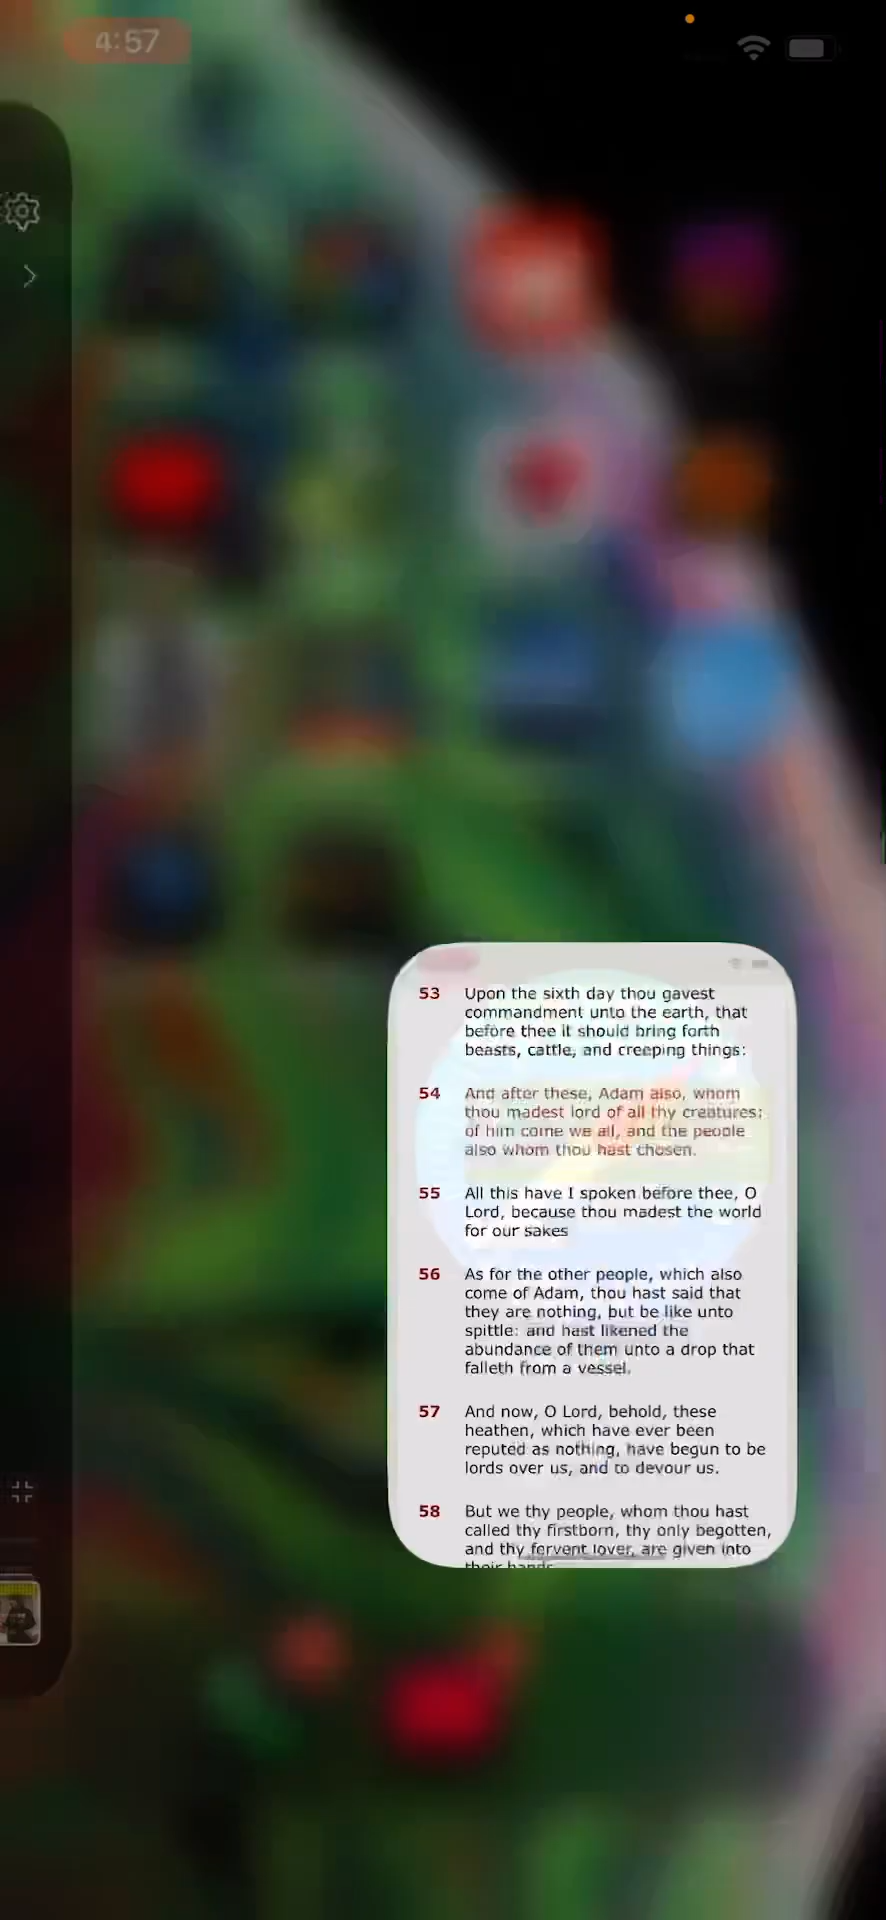 4:57
53 Upon the sixth day thou gavest
commandment unto the earth, that
before thee it should bring forth
beasts, cattle, and creeping things:
54 And after these, Adam also, whom
thou madest lord of all thy creatures:
of him come we all, and the people
also whom thou hast chosen.
55 All this have I spoken before thee, O
Lord, because thou madest the world
for our sakes
56 As for the other people, which also
come of Adam, thou hast said that
they are nothing, but be like unto
spittle: and hast likened the
abundance of them unto a drop that
falleth from a vessel.
57 And now, O Lord, behold, these
heathen, which have ever been
reputed as nothing, have begun to be
lords over us, and to devour us.
58 But we thy people, whom thou hast
called thy firstborn, thy only begotten,
and thy fervent lover, are given into
their hands